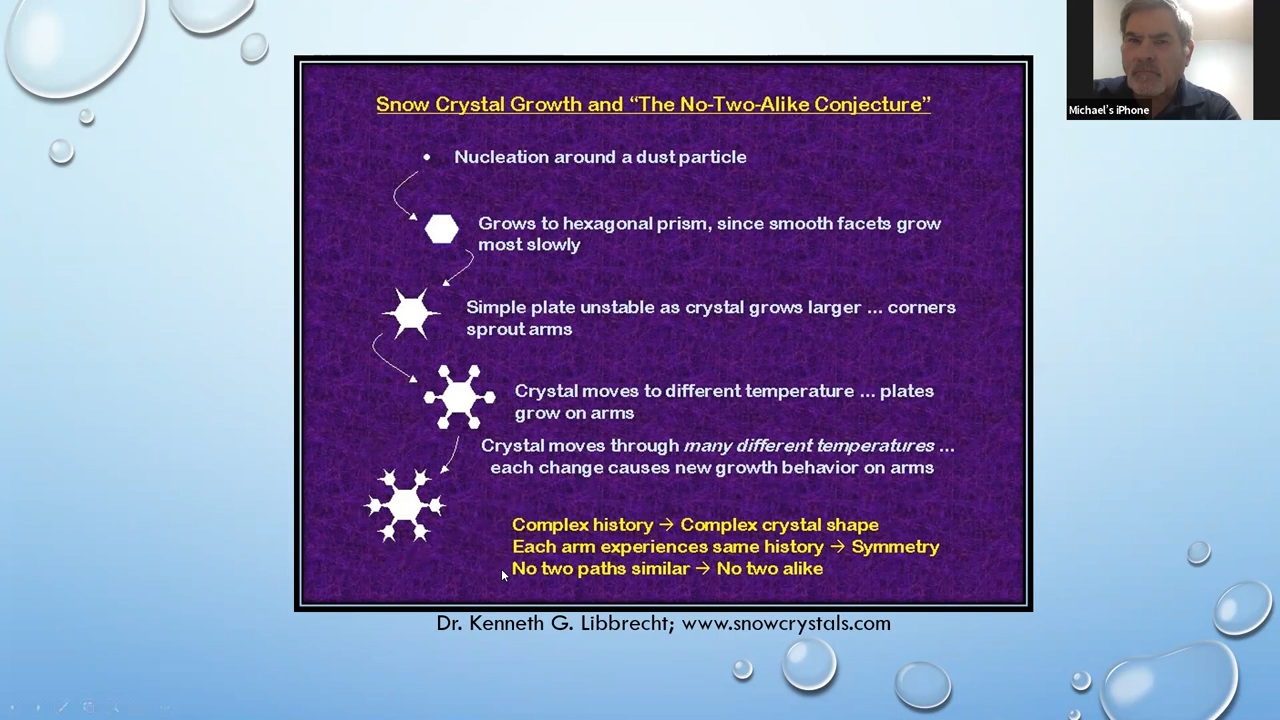 Snow Crystal Growth and “The No-Two-Alike Conjecture”
• Nucleation around a dust particle
Grows to hexagonal prism, since smooth facets grow
most slowly
Simple plate unstable as crystal grows larger ... corners
sprout arms
Crystal moves to different temperature ... plates
grow on arms
Crystal moves through many different temperatures ...
each change causes new growth behavior on arms
Complex history → Complex crystal shape
Each arm experiences same history → Symmetry
No two paths similar → No two alike
Dr. Kenneth G. Libbrecht; www.snowcrystals.com
Michael's iPhone